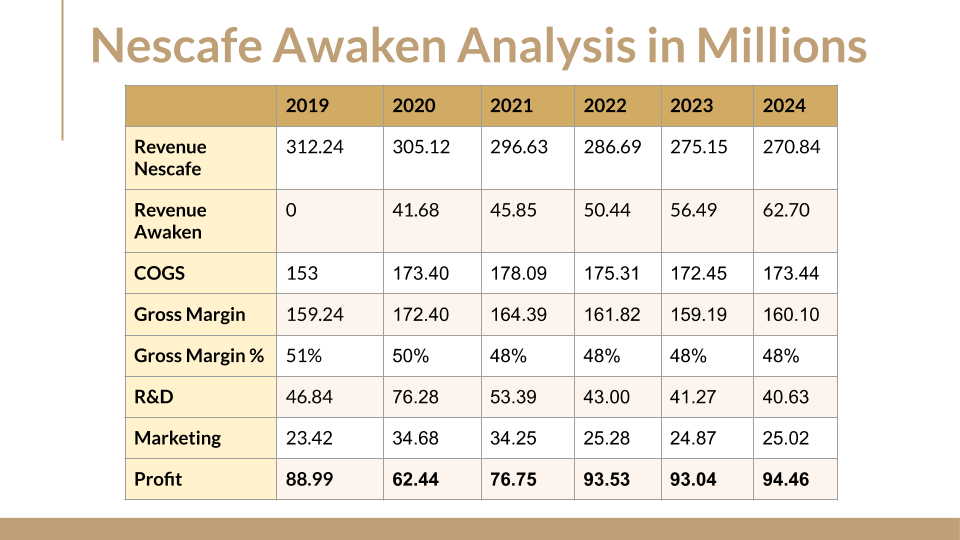 Nescafe Awaken Analysis in Millions
2019 2020 2021 2022 2023 2024
Revenue
Nescafe 312.24 305.12 296.63 286.69 275.15 270.84
Revenue
Awaken 0 41.68 45.85 50.44 56.49 62.70
COGS 153 173.40 178.09 175.31 172.45 173.44
Gross Margin 159.24 172.40 164.39 161.82 159.19 160.10
Gross Margin % 51% 50% 48% 48% 48% 48%
R&D 46.84 76.28 53.39 43.00 41.27 40.63
Marketing 23.42 34.68 34.25 25.28 24.87 25.02
Profit 88.99 62.44 76.75 93.53 93.04 94.46